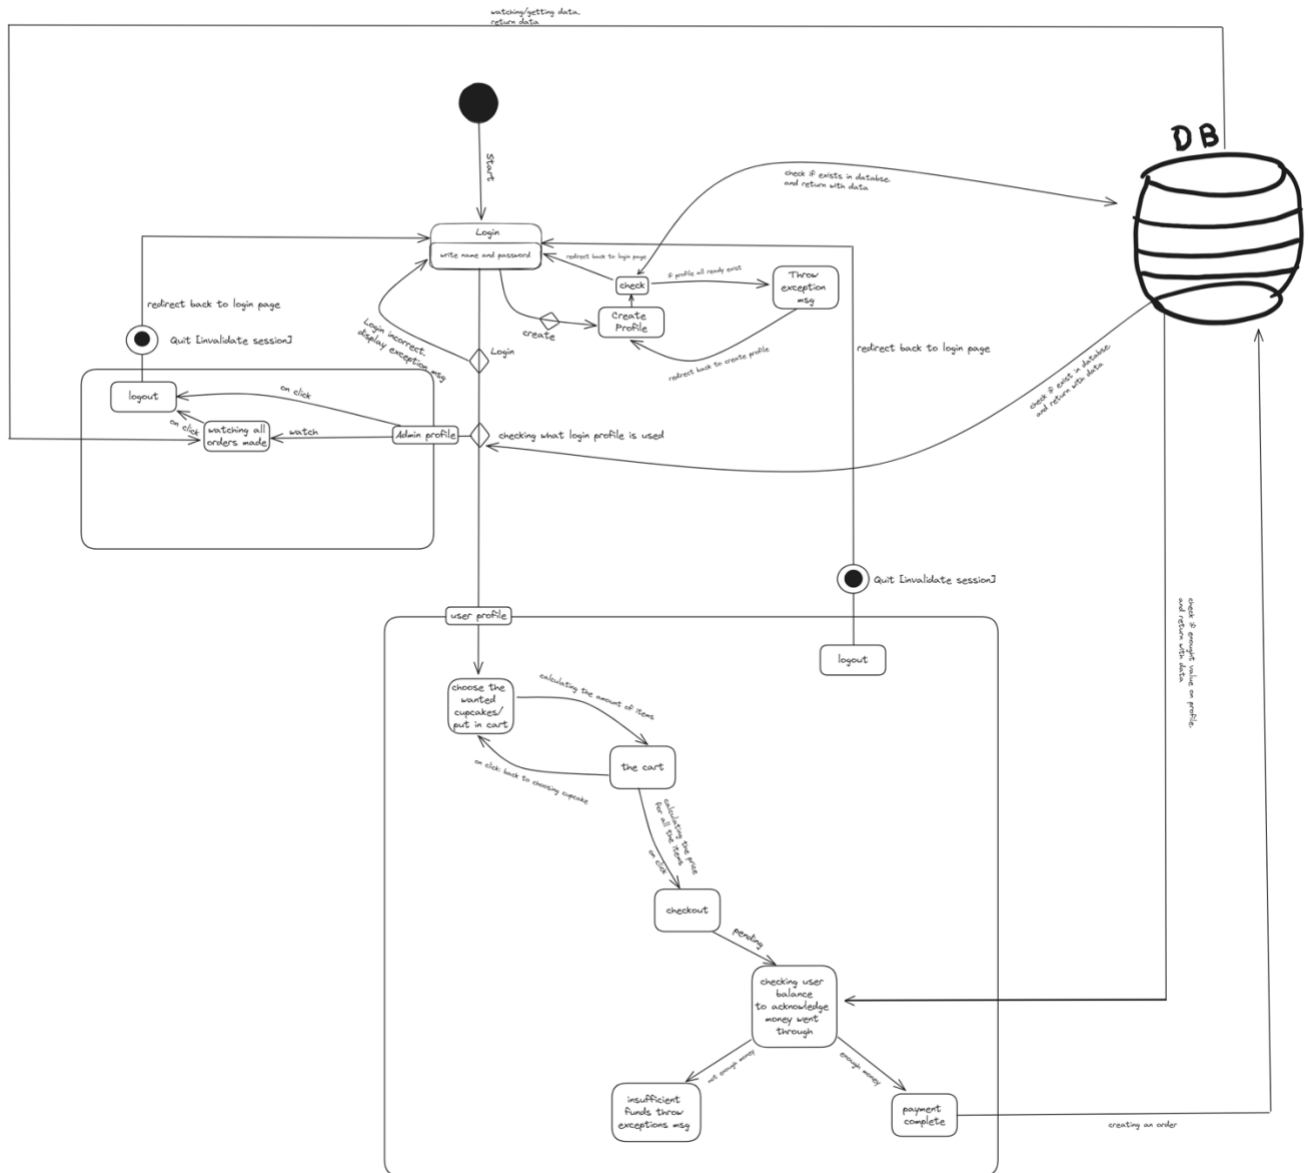 watching/getting data.
return data
DB
Start
check if exists in databse.
and return with data.
Login
write name and password
redirect back to login page
check
if profile all ready exist
Throw
exception
msg
Create
Profile
create
redirect back to create profile
redirect back to login page
Quit [invalidate session]
Login incorrect.
display exception msg
Login
redirect back to login page
check if exist in databse.
and return with data.
logout
on click
on click
watching all
orders made
watch
Admin profile
checking what login profile is used
Quit [invalidate session]
check if enought value on profile.
and return with data
user profile
logout
choose the
wanted
cupcakes/
put in cart
calculating the amount of items
the cart
on click: back to choosing cupcake
calculating the price
for all the items
on click
checkout
pending
checking user
balance
to acknowledge
money went
through
not enough money
enough money
insufficient
funds throw
exceptions msg
payment
complete
creating an order